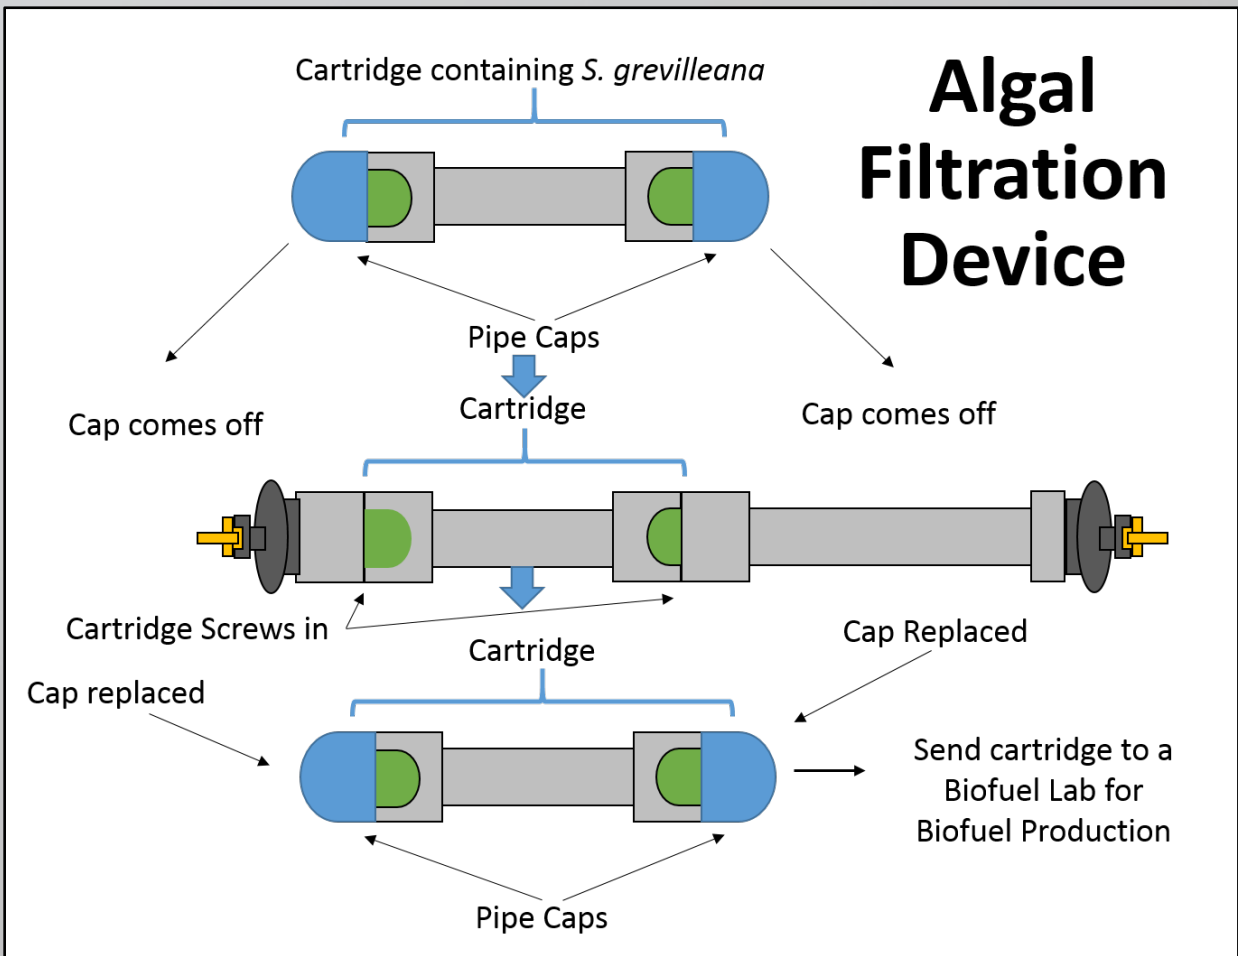 Cartridge containing S. grevilleana
Algal
Filtration
Device
Pipe Caps
Cartridge
Cap comes off
Cap comes off
Cartridge Screws in
Cartridge
Cap Replaced
Cap replaced
Send cartridge to a
Biofuel Lab for
Biofuel Production
Pipe Caps